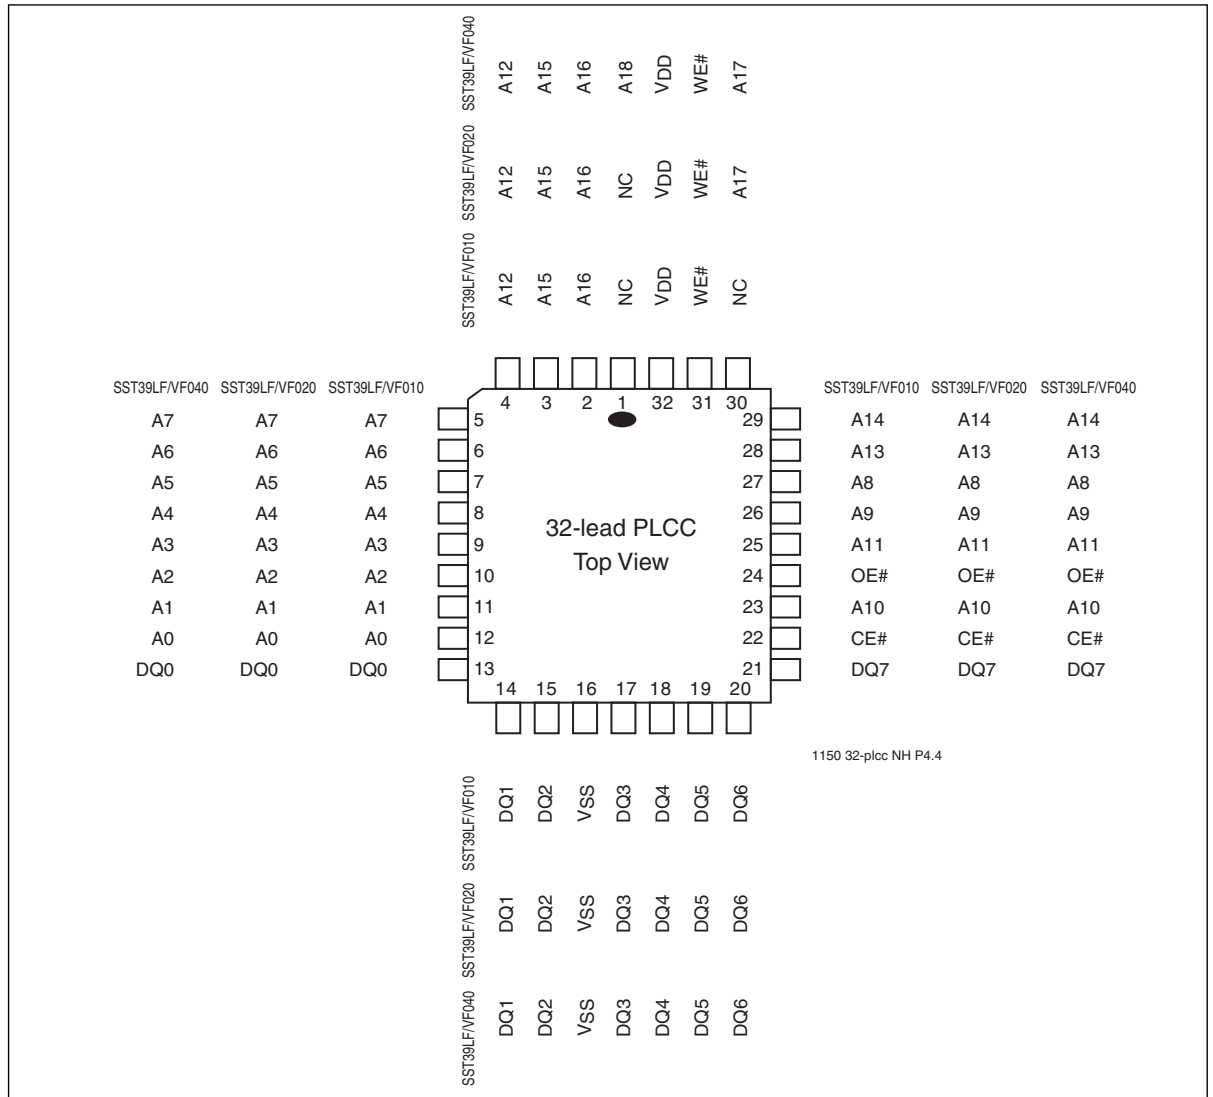 SST39LF/VF040 A12 A15 A16 A18 VDD WE# A17
SST39LF/VF020 A12 A15 A16 NC VDD WE# A17
SST39LF/VF010 A12 A15 A16 NC VDD WE# NC
4 3 2 1 32 31 30
SST39LF/VF040 SST39LF/VF020 SST39LF/VF010 SST39LF/VF010 SST39LF/VF020 SST39LF/VF040
A7 A7 A7 5 29 A14 A14 A14
A6 A6 A6 6 28 A13 A13 A13
A5 A5 A5 7 27 A8 A8 A8
A4 A4 A4 8 26 A9 A9 A9
32-lead PLCC
A3 A3 A3 9 25 A11 A11 A11
Top View
A2 A2 A2 10 24 OE# OE# OE#
A1 A1 A1 11 23 A10 A10 A10
A0 A0 A0 12 22 CE# CE# CE#
DQ0 DQ0 DQ0 13 21 DQ7 DQ7 DQ7
14 15 16 17 18 19 20
1150 32-plcc NH P4.4
SST39LF/VF010 DQ1 DQ2 VSS DQ3 DQ4 DQ5 DQ6
SST39LF/VF020 DQ1 DQ2 VSS DQ3 DQ4 DQ5 DQ6
SST39LF/VF040 DQ1 DQ2 VSS DQ3 DQ4 DQ5 DQ6